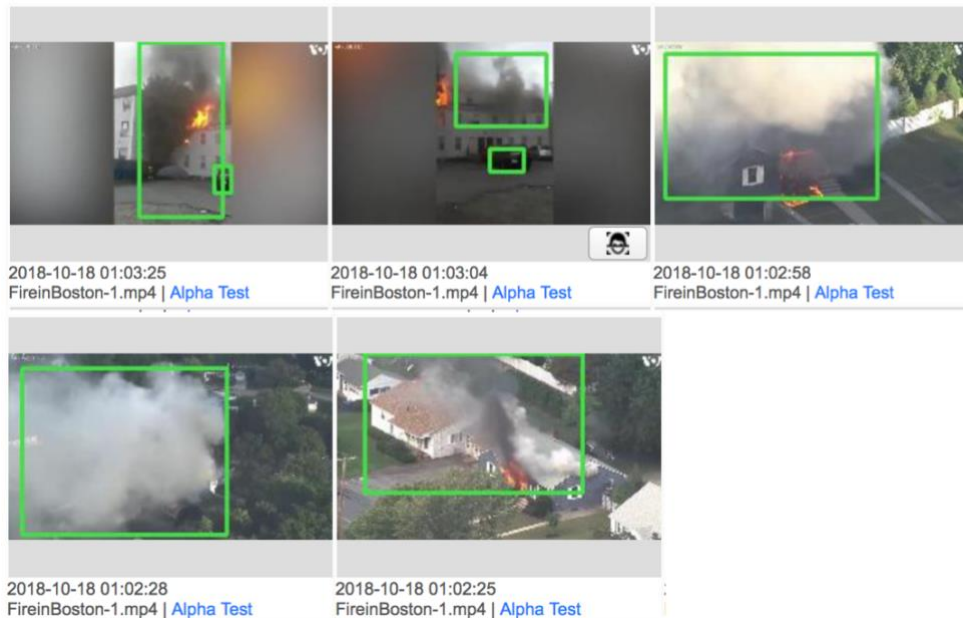 2018-10-18 01:03:25
FireinBoston-1.mp4 | Alpha Test
2018-10-18 01:03:04
FireinBoston-1.mp4 | Alpha Test
2018-10-18 01:02:58
FireinBoston-1.mp4 | Alpha Test
2018-10-18 01:02:28
FireinBoston-1.mp4 | Alpha Test
2018-10-18 01:02:25
FireinBoston-1.mp4 | Alpha Test